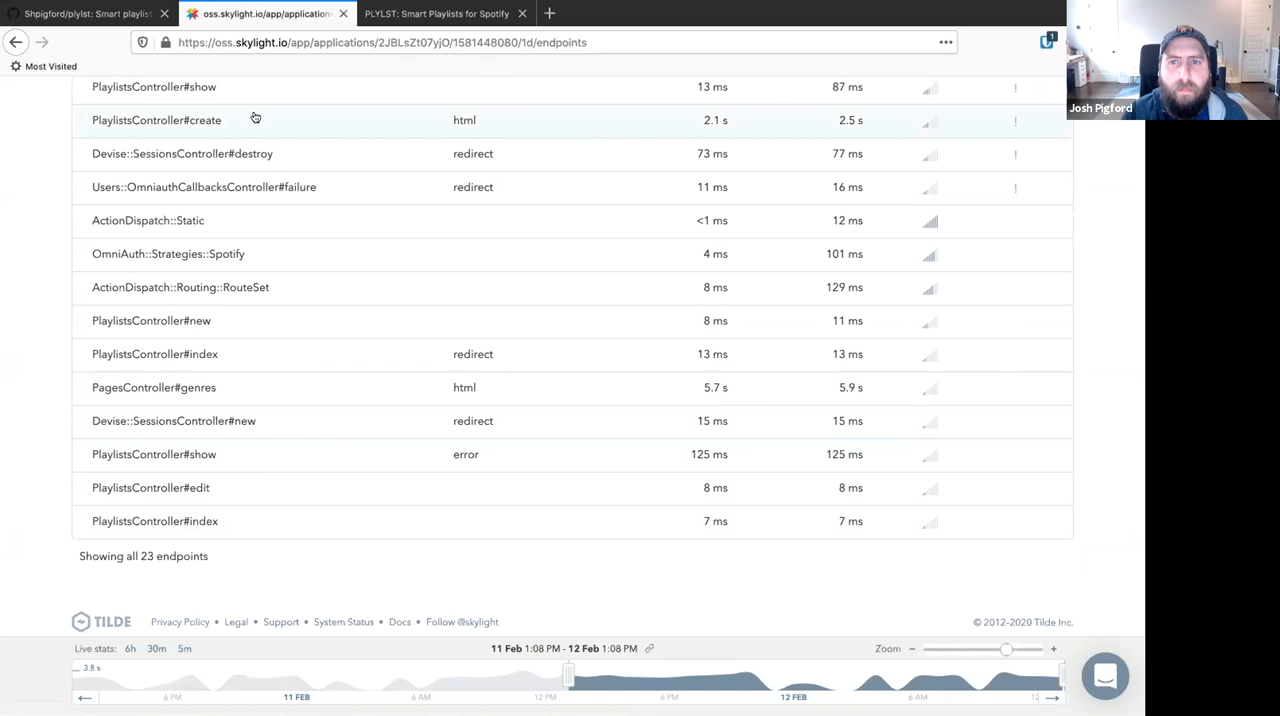 Shpigford/plylst: Smart playlist
oss.skylight.io/app/application
PLYLST: Smart Playlists for Spotify
https://oss.skylight.io/app/applications/2JBLsZt07yjO/1581448080/1d/endpoints
1
Most Visited
Josh Pigford
PlaylistsController#show 13 ms 87 ms !
PlaylistsController#create html 2.1 s 2.5 s !
Devise::SessionsController#destroy redirect 73 ms 77 ms !
Users::OmniauthCallbacksController#failure redirect 11 ms 16 ms !
ActionDispatch::Static <1 ms 12 ms
OmniAuth::Strategies::Spotify 4 ms 101 ms
ActionDispatch::Routing::RouteSet 8 ms 129 ms
PlaylistsController#new 8 ms 11 ms
PlaylistsController#index redirect 13 ms 13 ms
PagesController#genres html 5.7 s 5.9 s
Devise::SessionsController#new redirect 15 ms 15 ms
PlaylistsController#show error 125 ms 125 ms
PlaylistsController#edit 8 ms 8 ms
PlaylistsController#index 7 ms 7 ms
Showing all 23 endpoints
TILDE Privacy Policy • Legal • Support • System Status • Docs • Follow @skylight © 2012-2020 Tilde Inc.
Live stats: 6h 30m 5m 11 Feb 1:08 PM - 12 Feb 1:08 PM Zoom − +
3.8 s
← 6 PM 11 FEB 6 AM 12 PM 6 PM 12 FEB 6 AM →